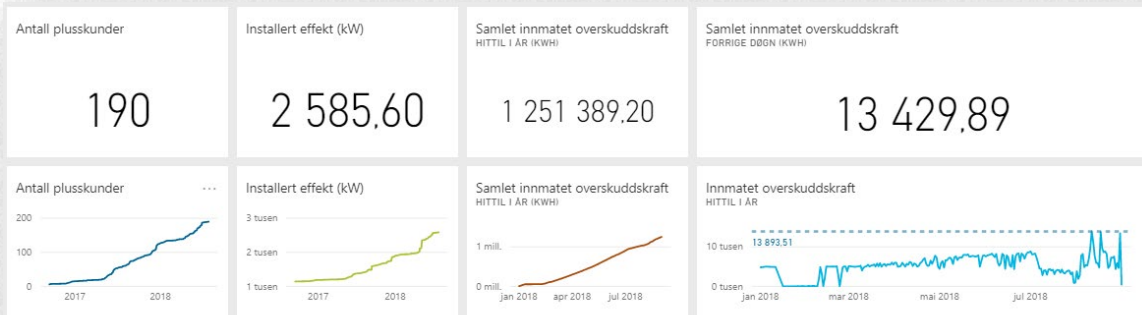 Antall plusskunder
190
Installert effekt (kW)
2 585,60
Samlet innmatet overskuddskraft
HITTIL I ÅR (KWH)
1 251 389,20
Samlet innmatet overskuddskraft
FORRIGE DØGN (KWH)
13 429,89
Antall plusskunder
...
200
100
0
2017 2018
Installert effekt (kW)
3 tusen
2 tusen
1 tusen
2017 2018
Samlet innmatet overskuddskraft
HITTIL I ÅR (KWH)
1 mill.
0 mill.
jan 2018 apr 2018 jul 2018
Innmatet overskuddskraft
HITTIL I ÅR
13 893,51
10 tusen
0 tusen
jan 2018 mar 2018 mai 2018 jul 2018